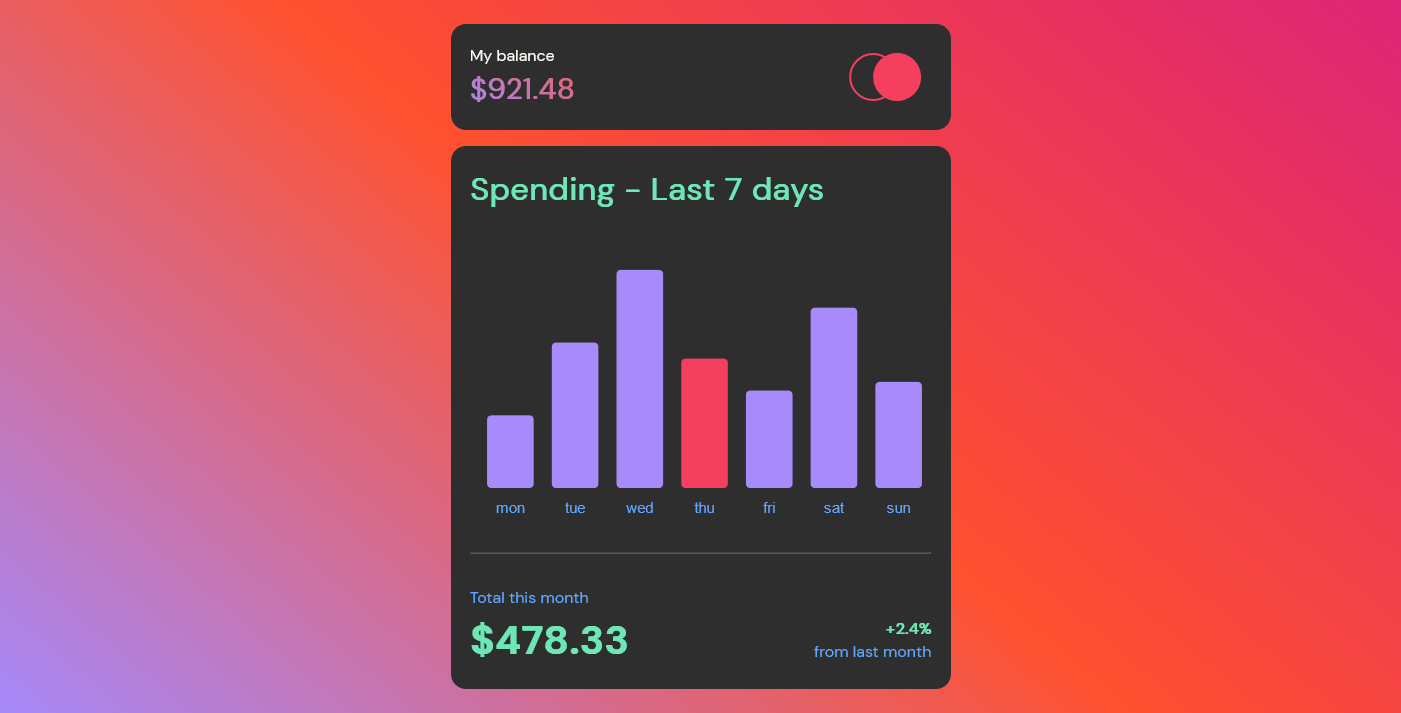 My balance
$921.48
Spending - Last 7 days
mon tue wed thu fri sat sun
Total this month
$478.33
+2.4%
from last month